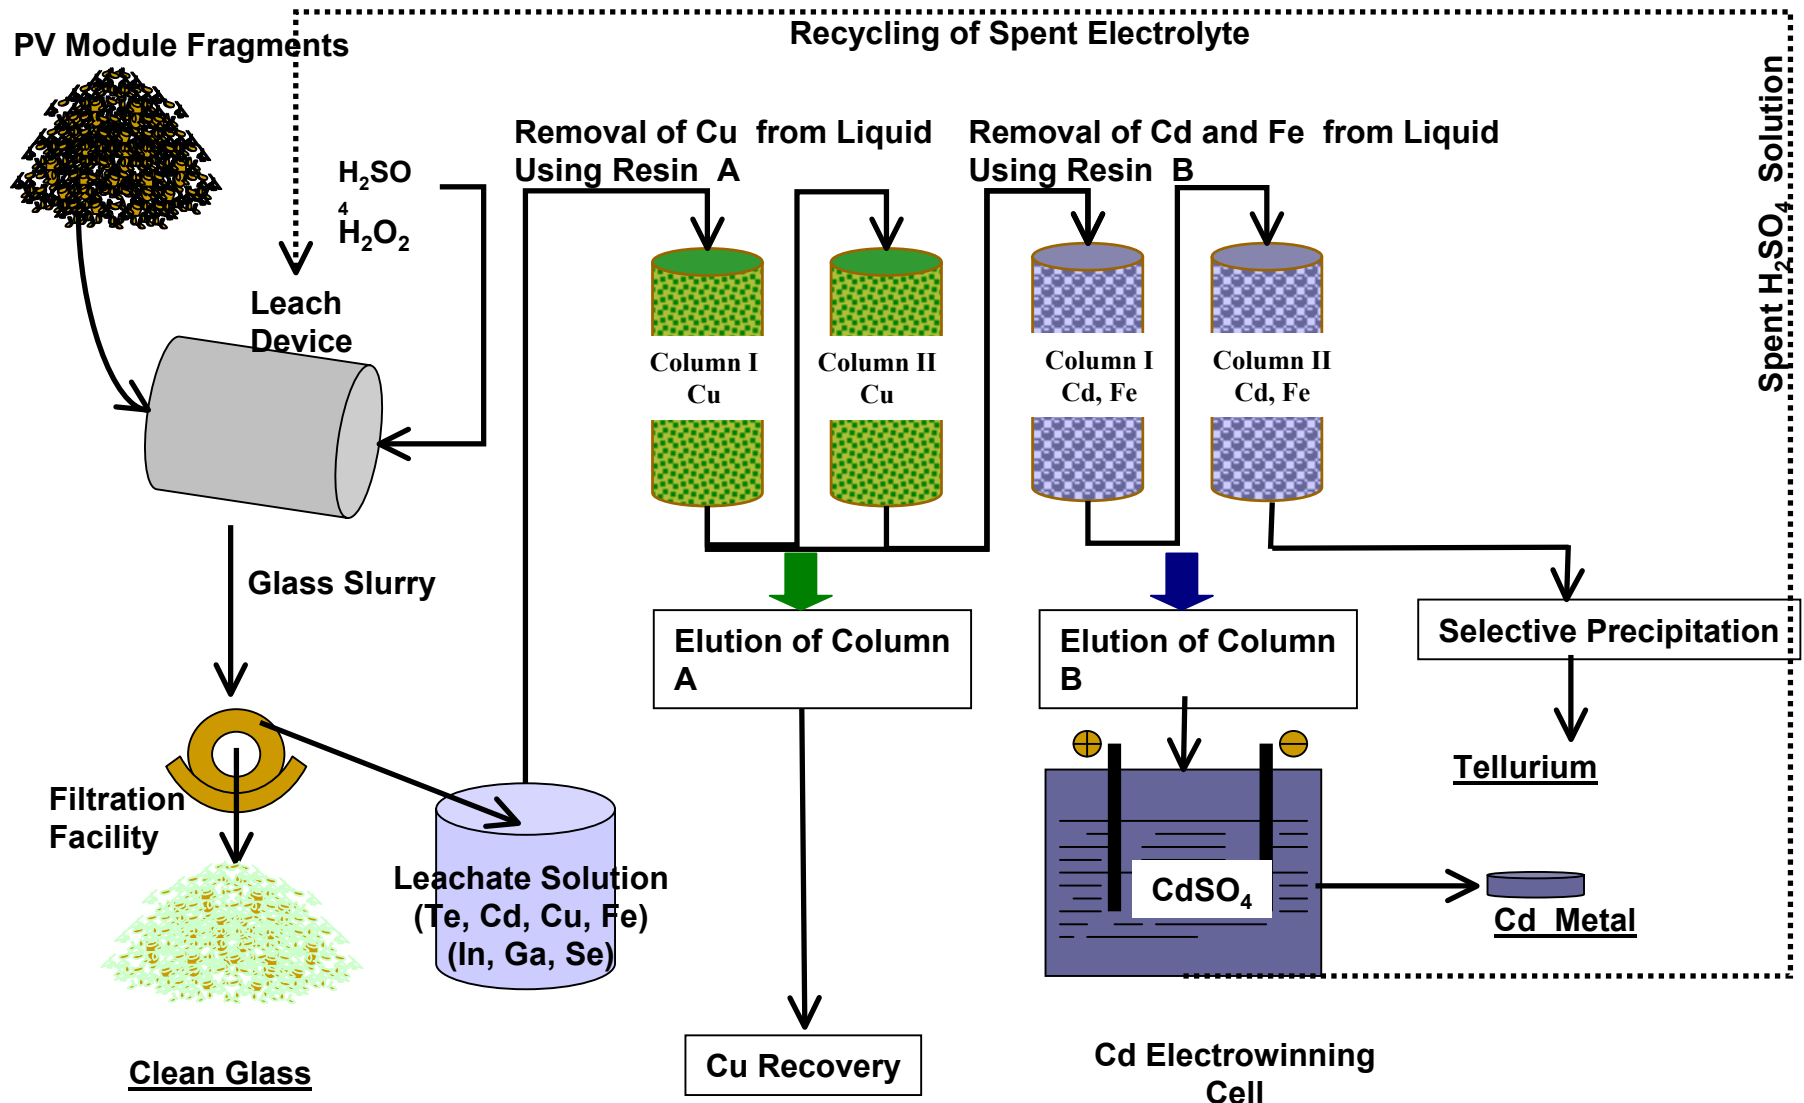 Recycling of Spent Electrolyte
PV Module Fragments
Spent H₂SO₄ Solution
Removal of Cu from Liquid
Using Resin A
Removal of Cd and Fe from Liquid
Using Resin B
H₂SO
₄
H₂O₂
Leach
Device
Column I
Cu
Column II
Cu
Column I
Cd, Fe
Column II
Cd, Fe
Glass Slurry
Elution of Column
A
Elution of Column
B
Selective Precipitation
Tellurium
Filtration
Facility
Leachate Solution
(Te, Cd, Cu, Fe)
(In, Ga, Se)
CdSO₄
Cd Metal
Clean Glass
Cu Recovery
Cd Electrowinning
Cell